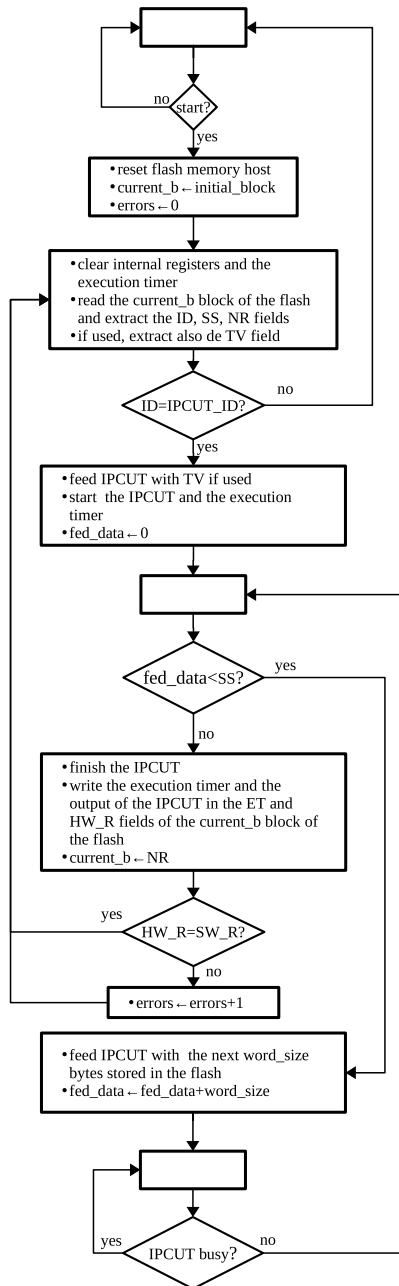 no
start?
yes
•reset flash memory host
•current_b←initial_block
•errors←0
•clear internal registers and the
execution timer
•read the current_b block of the flash
and extract the ID, SS, NR fields
•if used, extract also de TV field
no
ID=IPCUT_ID?
yes
•feed IPCUT with TV if used
•start the IPCUT and the execution
timer
•fed_data←0
yes
fed_data<SS?
no
•finish the IPCUT
•write the execution timer and the
output of the IPCUT in the ET and
HW_R fields of the current_b block of
the flash
•current_b←NR
yes
HW_R=SW_R?
no
•errors←errors+1
•feed IPCUT with the next word_size
bytes stored in the flash
•fed_data←fed_data+word_size
yes
IPCUT busy?
no